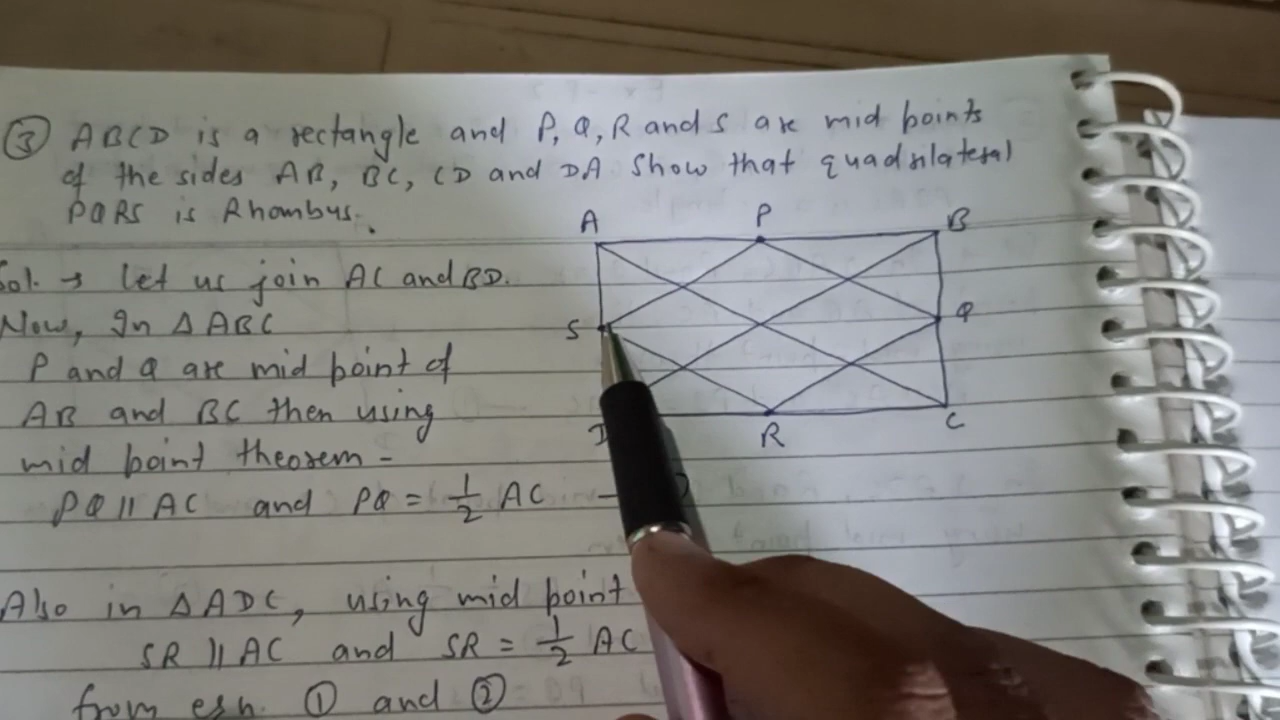 ③ ABCD is a rectangle and P, Q, R and S are mid points
of the sides AB, BC, CD and DA show that quadrilateral
PQRS is Rhombus.
A P B
Sol. → let us join AC and BD.
Now, In △ABC
S Q
P and Q are mid point of
AB and BC then using
D R C
mid point theorem -
PQ || AC and PQ = 1/2 AC —
Also in △ADC, using mid point
SR || AC and SR = 1/2 AC
from eqn. ① and ②